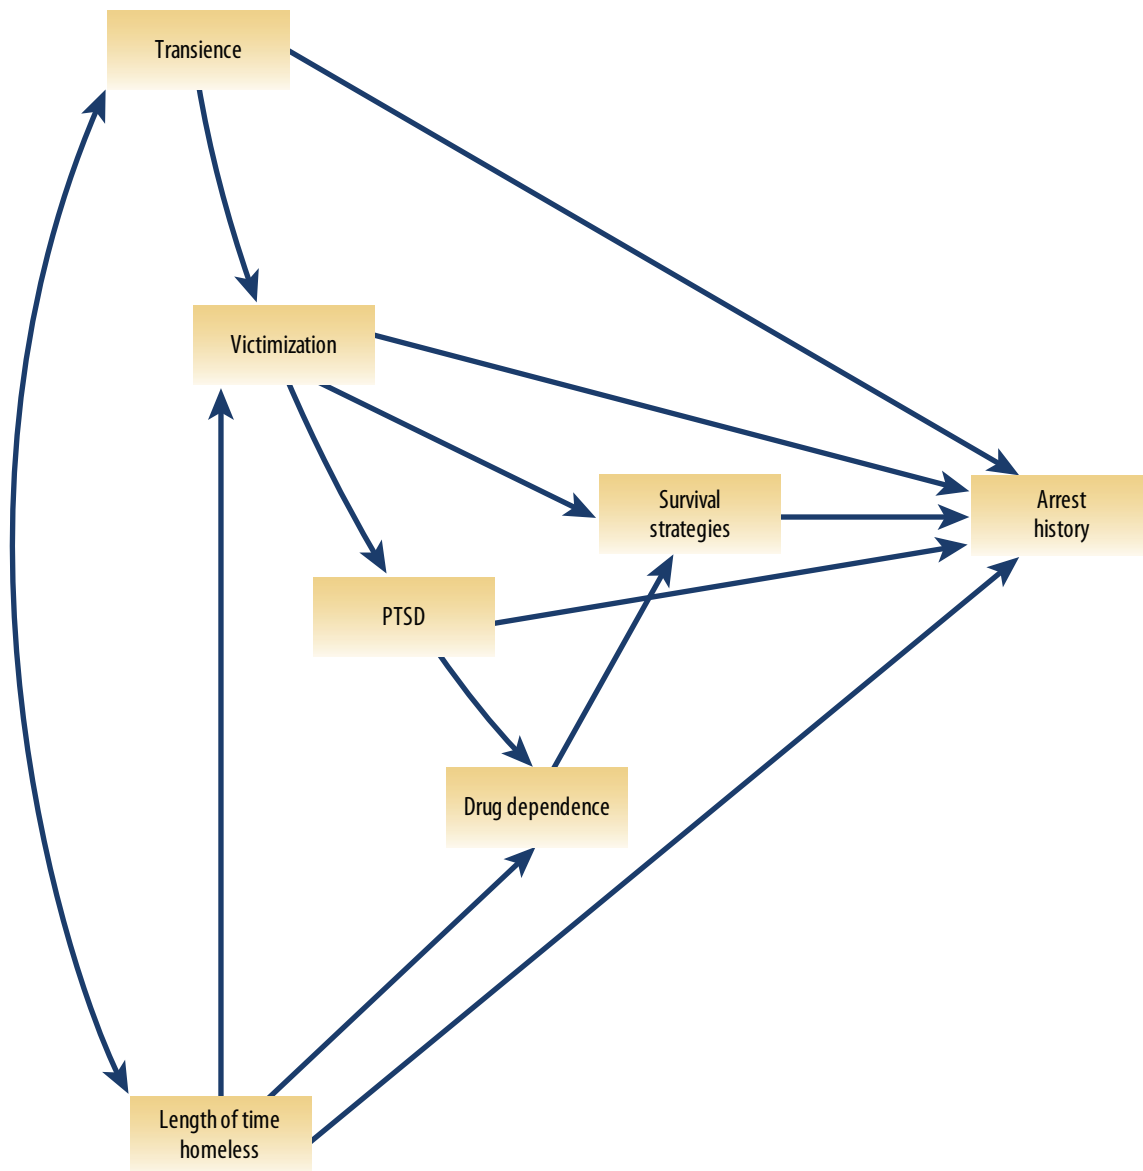 Transience
Victimization
Survival
strategies
Arrest
history
PTSD
Drug dependence
Length of time
homeless